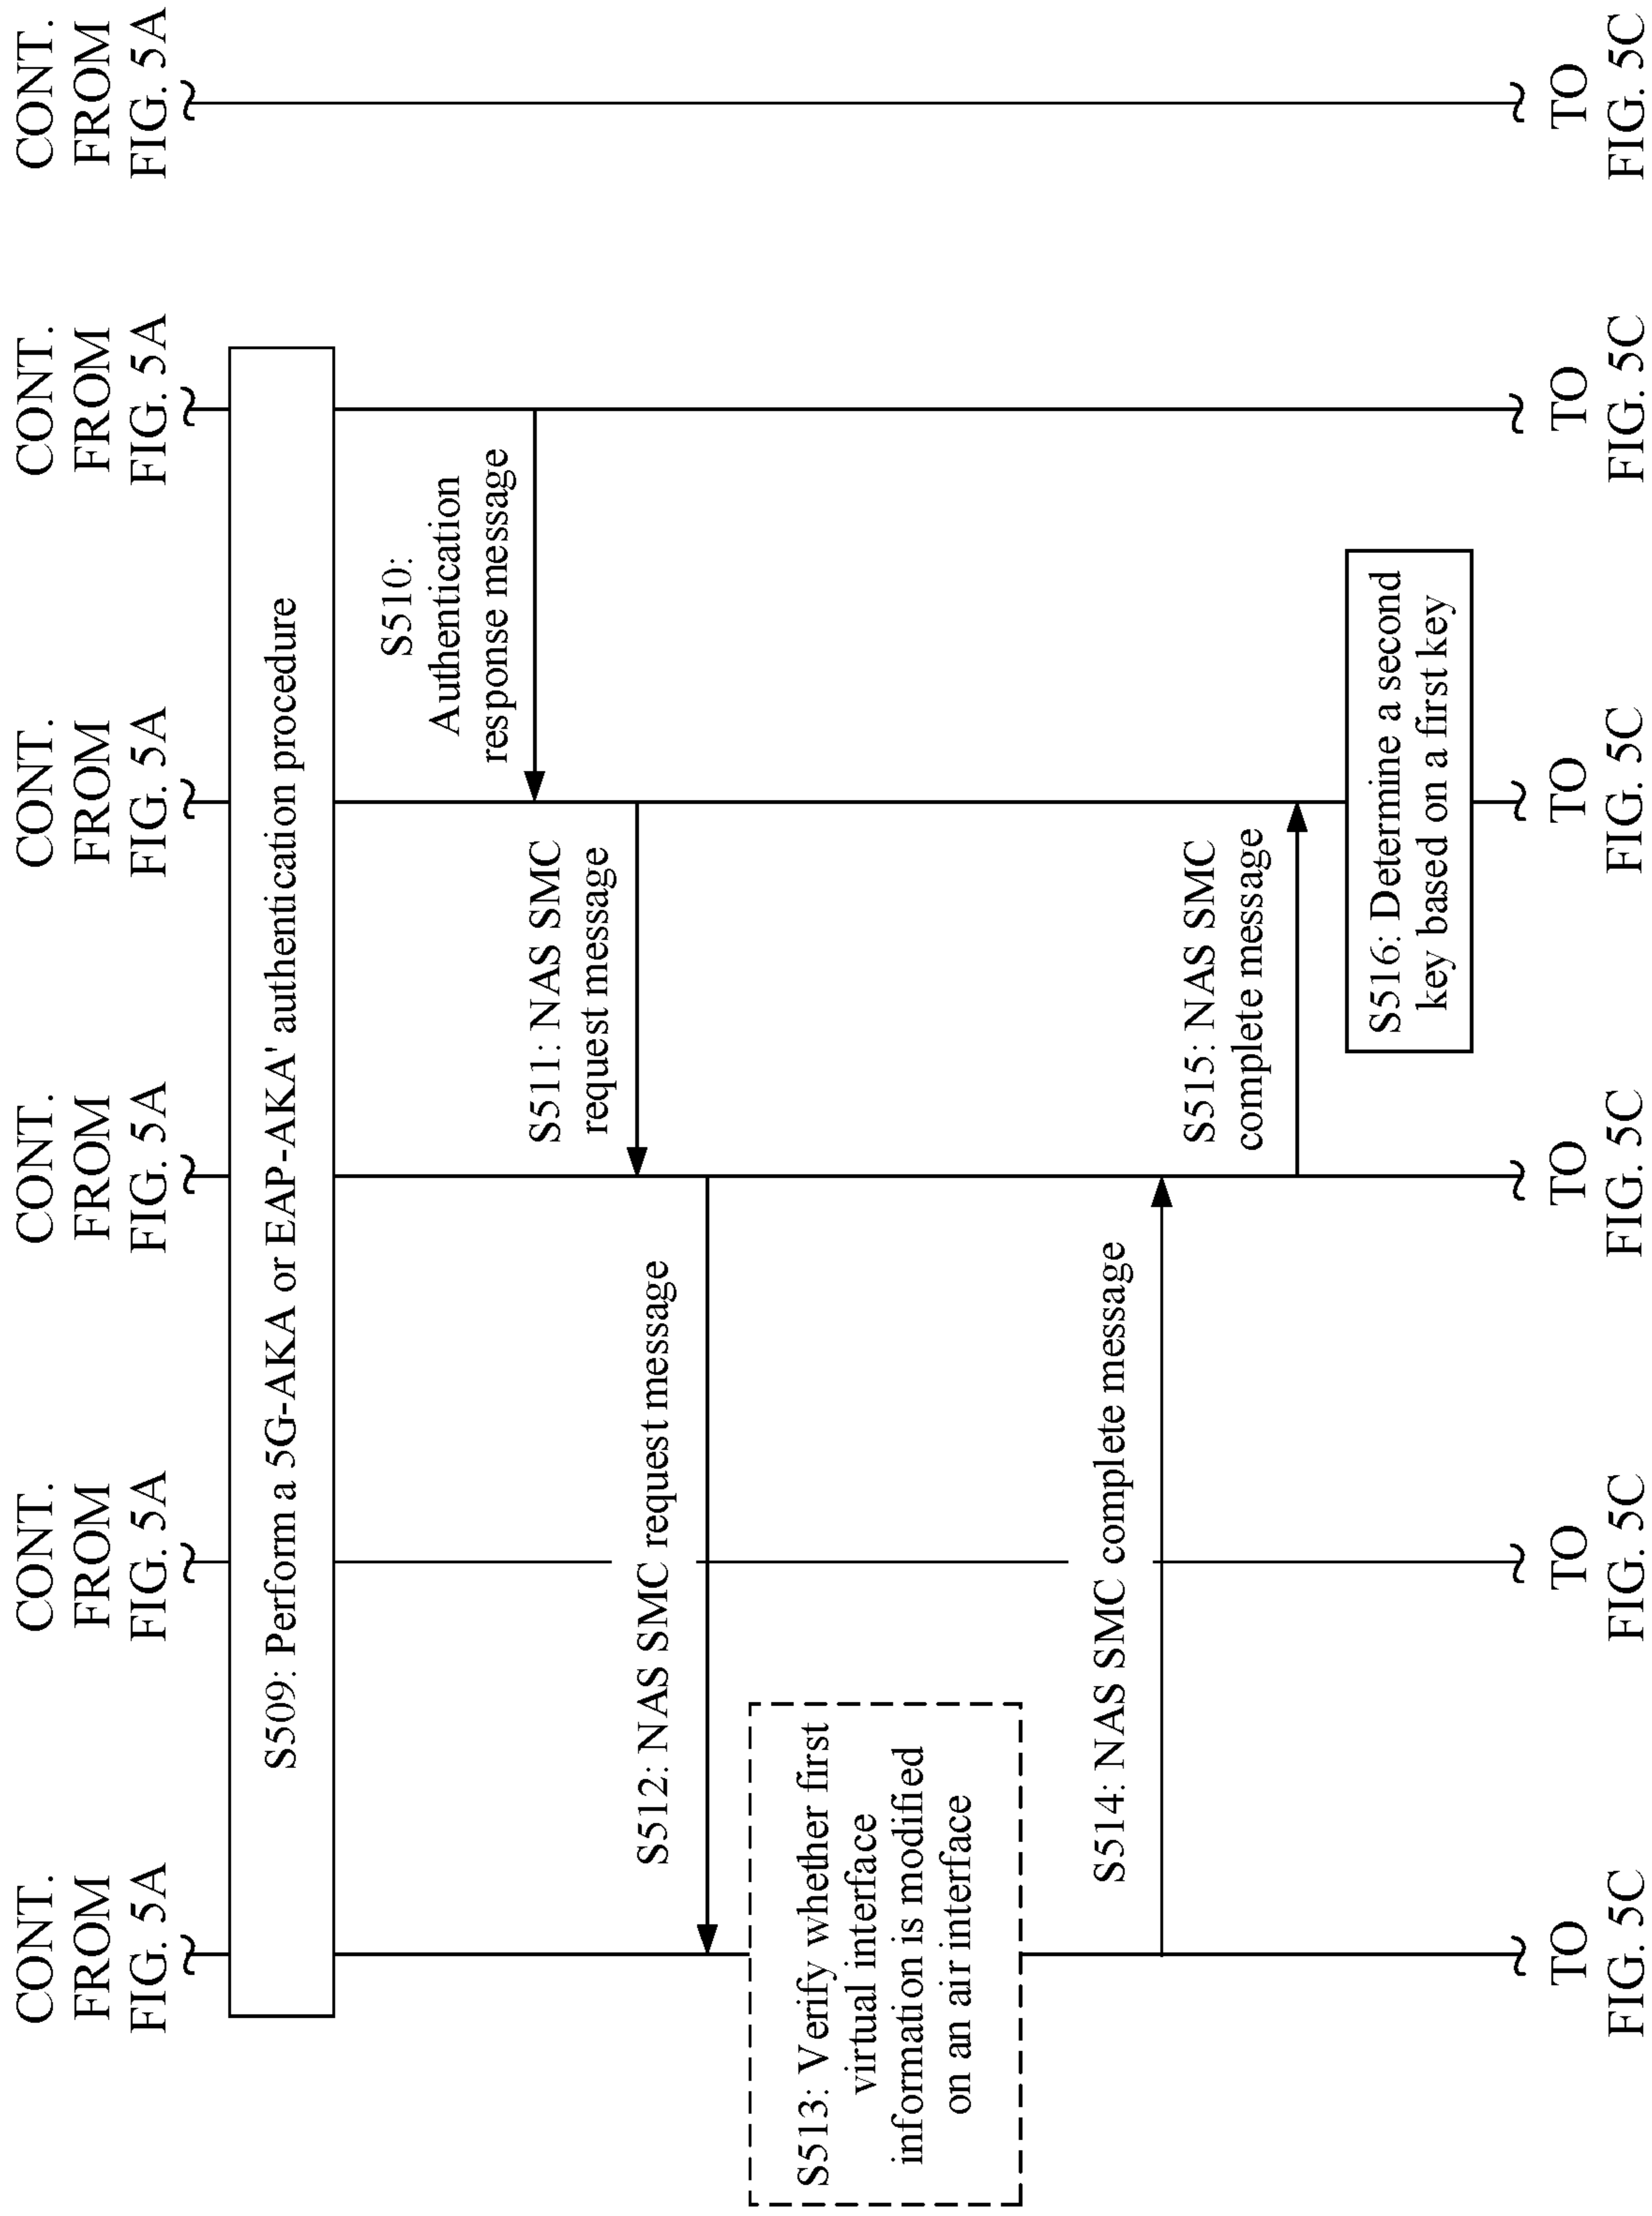 CONT.
FROM
FIG. 5A
CONT.
FROM
FIG. 5A
CONT.
FROM
FIG. 5A
CONT.
FROM
FIG. 5A
CONT.
FROM
FIG. 5A
CONT.
FROM
FIG. 5A
S509: Perform a 5G-AKA or EAP-AKA' authentication procedure
S510:
Authentication
response message
S511: NAS SMC
request message
S512: NAS SMC request message
S513: Verify whether first
virtual interface
information is modified
on an air interface
S514: NAS SMC complete message
S515: NAS SMC
complete message
S516: Determine a second
key based on a first key
TO
FIG. 5C
TO
FIG. 5C
TO
FIG. 5C
TO
FIG. 5C
TO
FIG. 5C
TO
FIG. 5C